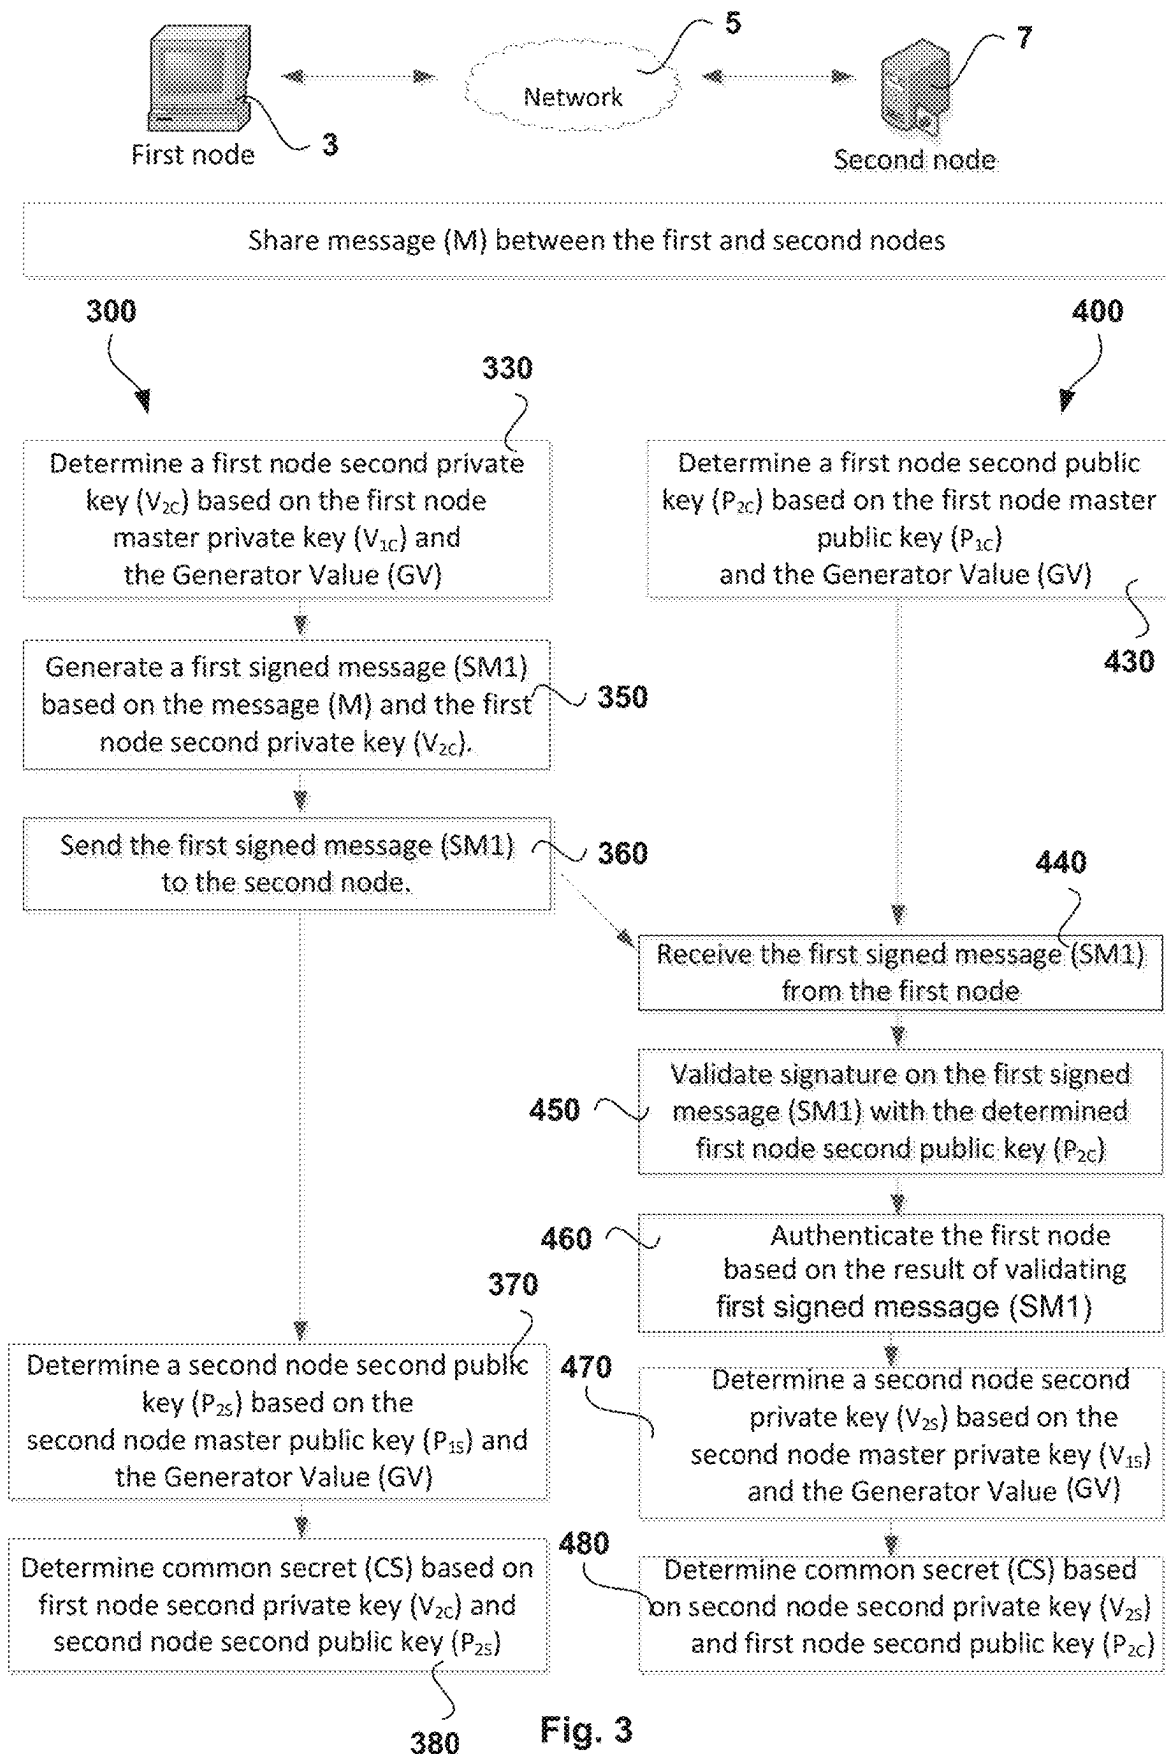 5
7
Network
3
First node
Second node
Share message (M) between the first and second nodes
300
400
330
Determine a first node second private
key (V2C) based on the first node
master private key (V1C) and
the Generator Value (GV)
Determine a first node second public
key (P2C) based on the first node master
public key (P1C)
and the Generator Value (GV)
430
Generate a first signed message (SM1)
based on the message (M) and the first
node second private key (V2C).
350
Send the first signed message (SM1)
to the second node.
360
440
Receive the first signed message (SM1)
from the first node
450
Validate signature on the first signed
message (SM1) with the determined
first node second public key (P2C)
460
Authenticate the first node
based on the result of validating
first signed message (SM1)
370
Determine a second node second public
key (P2S) based on the
second node master public key (P1S) and
the Generator Value (GV)
470
Determine a second node second
private key (V2S) based on the
second node master private key (V1S)
and the Generator Value (GV)
Determine common secret (CS) based on
first node second private key (V2C) and
second node second public key (P2S)
380
480
Determine common secret (CS) based
on second node second private key (V2S)
and first node second public key (P2C)
Fig. 3